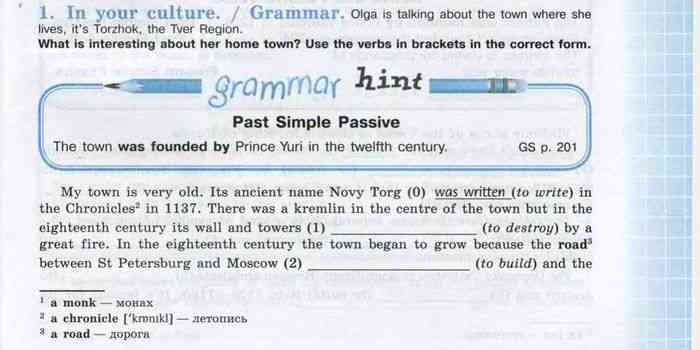 1. In your culture. / Grammar. Olga is talking about the town where she
lives, it's Torzhok, the Tver Region.
What is interesting about her home town? Use the verbs in brackets in the correct form.
grammar hint
Past Simple Passive
The town was founded by Prince Yuri in the twelfth century. GS p. 201
My town is very old. Its ancient name Novy Torg (0) was written (to write) in
the Chronicles² in 1137. There was a kremlin in the centre of the town but in the
eighteenth century its wall and towers (1) ____________ (to destroy) by a
great fire. In the eighteenth century the town began to grow because the road³
between St Petersburg and Moscow (2) ____________ (to build) and the
¹ a monk — монах
² a chronicle ['krɒnɪkl] — летопись
³ a road — дорога